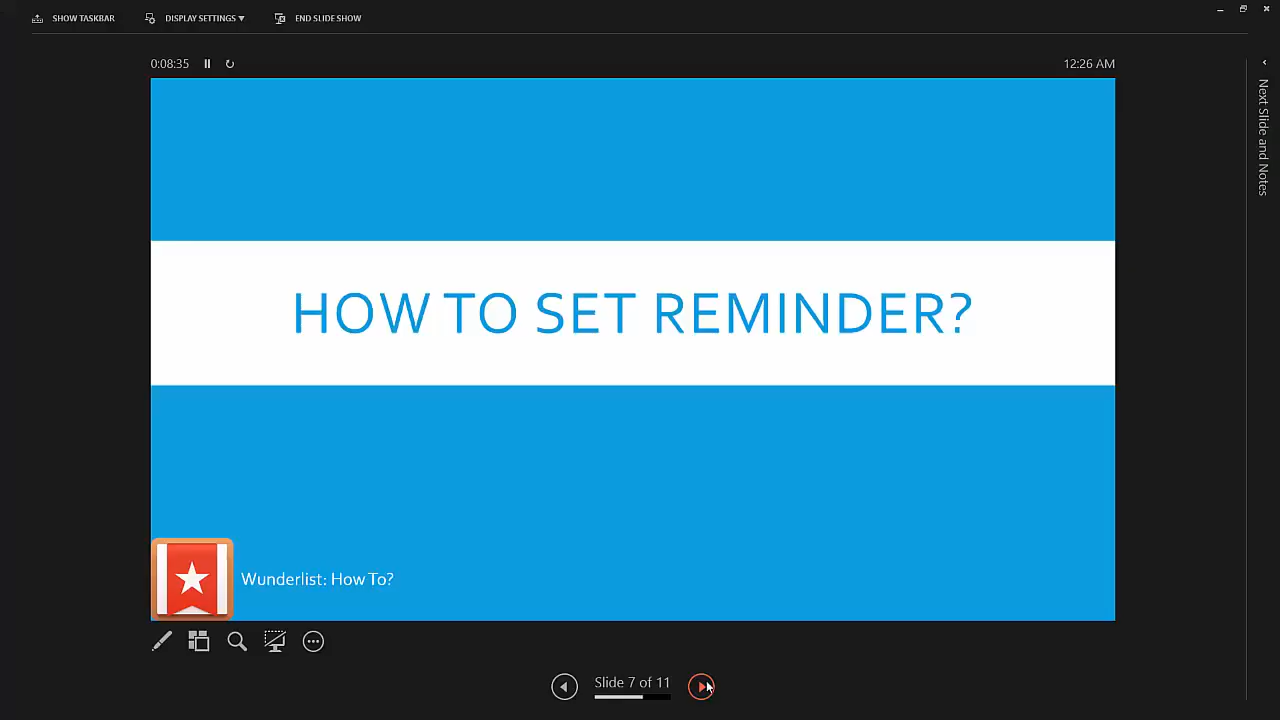 SHOW TASKBAR DISPLAY SETTINGS ▼ END SLIDE SHOW
0:08:35 12:26 AM
HOW TO SET REMINDER?
Wunderlist: How To?
Slide 7 of 11
Next Slide and Notes